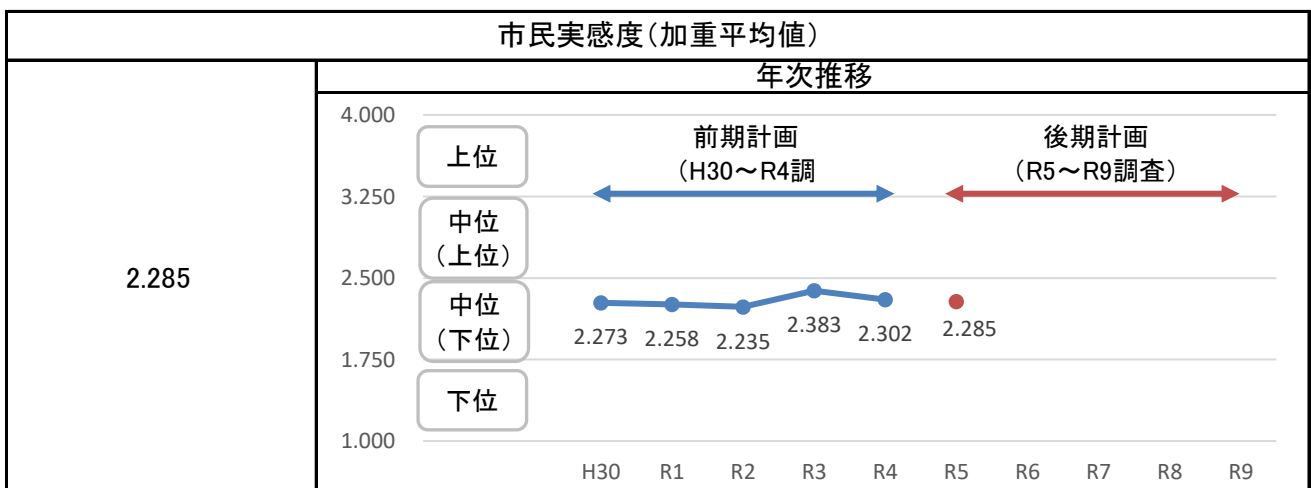 市民実感度（加重平均値）
年次推移
2.285
4.000
3.250
2.500
1.750
1.000
上位
中位
（上位）
中位
（下位）
下位
前期計画
（H30～R4調
後期計画
（R5～R9調査）
2.273 2.258 2.235 2.383 2.302 2.285
H30 R1 R2 R3 R4 R5 R6 R7 R8 R9